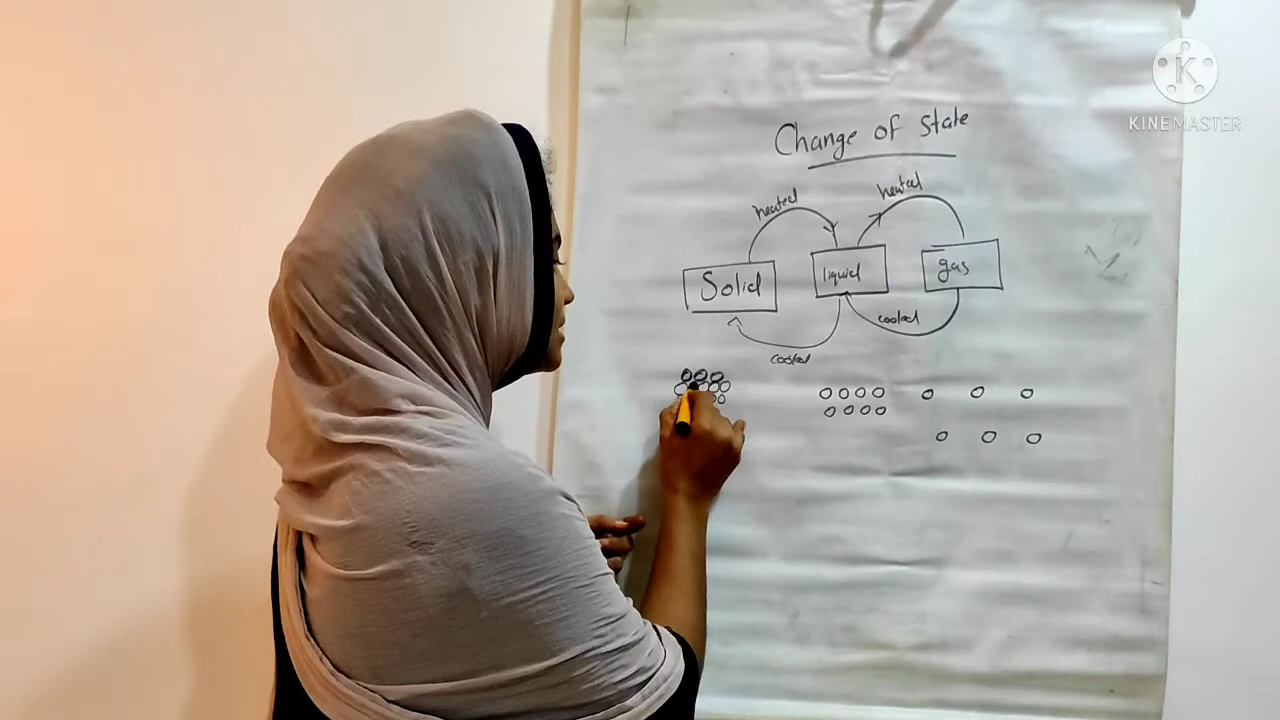 Change of state
heated
heated
Solid
liquid
gas
cooled
cooled
KINEMASTER